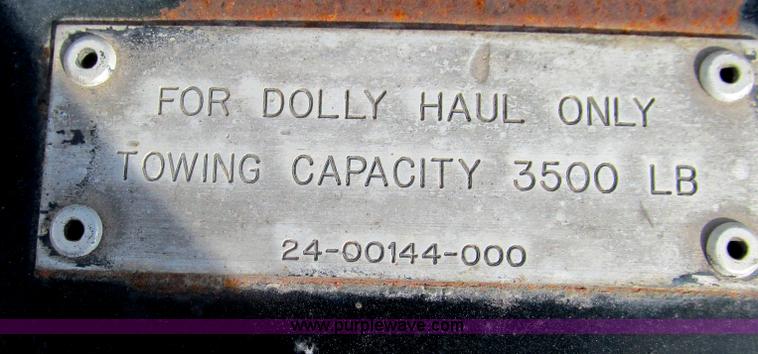 FOR DOLLY HAUL ONLY
TOWING CAPACITY 3500 LB
24-00144-000
www.purplewave.com